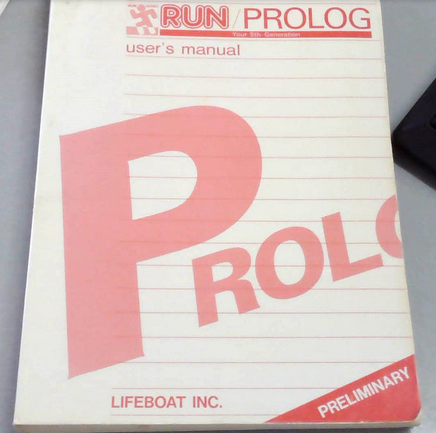 RUN/PROLOG
Your 5th Generation
user's manual
PROLO
LIFEBOAT INC.
PRELIMINARY